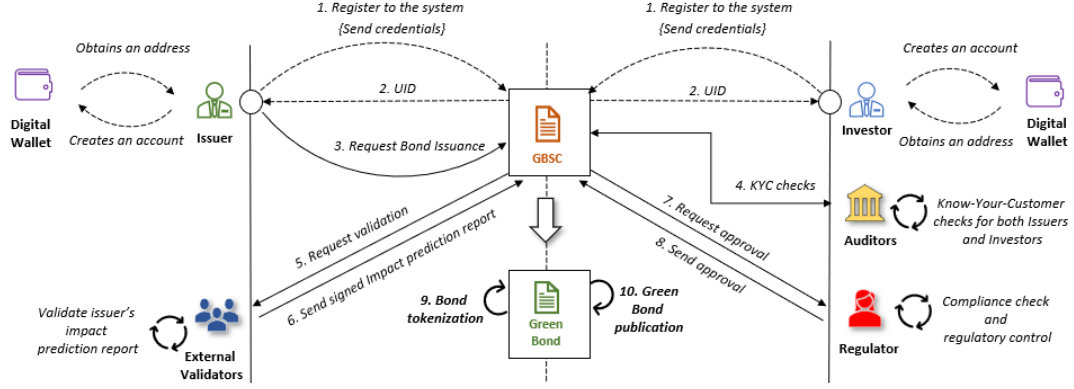 1. Register to the system
{Send credentials}
1. Register to the system
{Send credentials}
Obtains an address
Creates an account
Digital
Wallet
Creates an account
Issuer
2. UID
2. UID
Investor
Obtains an address
Digital
Wallet
3. Request Bond Issuance
GBSC
4. KYC checks
Auditors
Know-Your-Customer
checks for both Issuers
and Investors
5. Request validation
6. Send signed Impact prediction report
7. Request approval
8. Send approval
9. Bond
tokenization
Green
Bond
10. Green
Bond
publication
Validate issuer's
impact
prediction report
External
Validators
Regulator
Compliance check
and
regulatory control